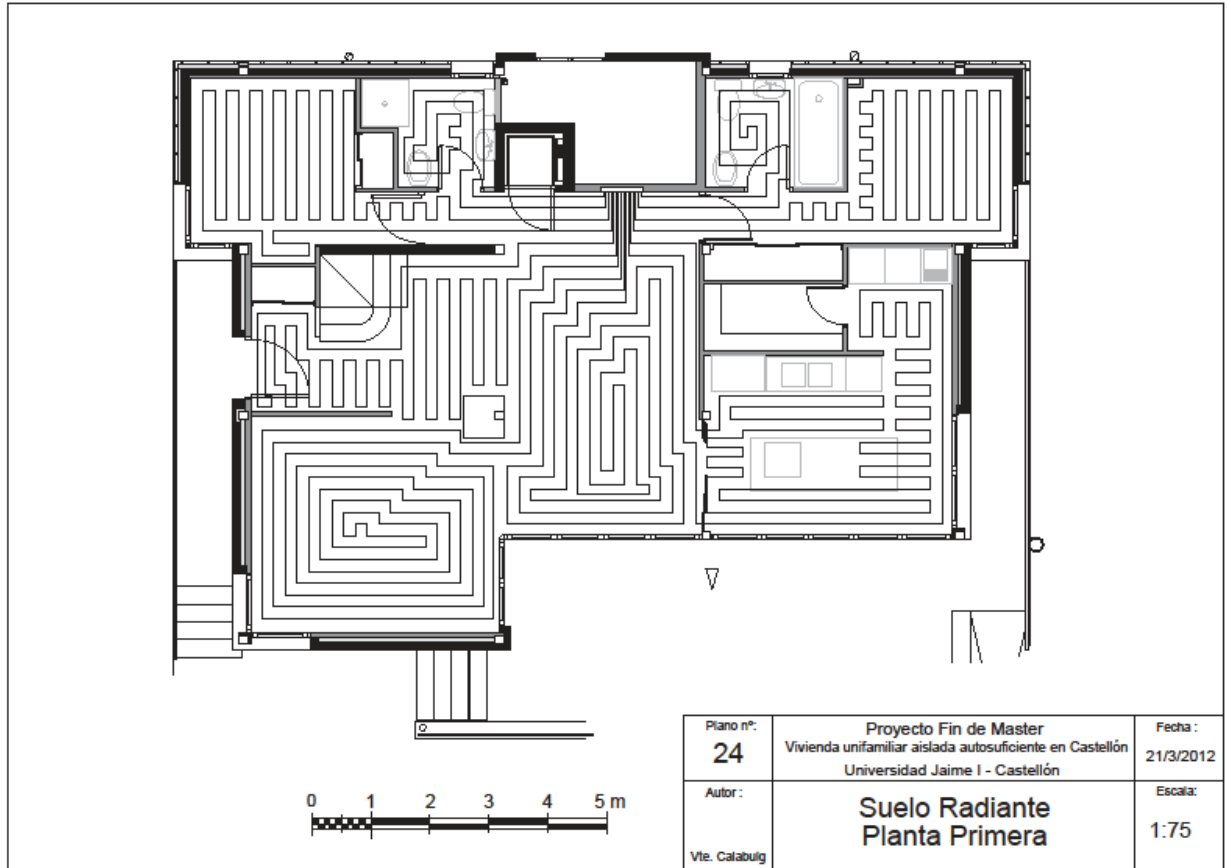 0 1 2 3 4 5 m
Plano nº:
24
Proyecto Fin de Master
Vivienda unifamiliar aislada autosuficiente en Castellón
Universidad Jaime I - Castellón
Fecha :
21/3/2012
Autor :
Vte. Calabuig
Suelo Radiante
Planta Primera
Escala:
1:75